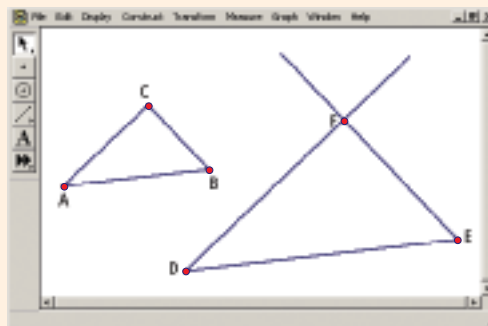 File Edit Display Construct Transform Measure Graph Window Help
A
C
F
A
B
D
E